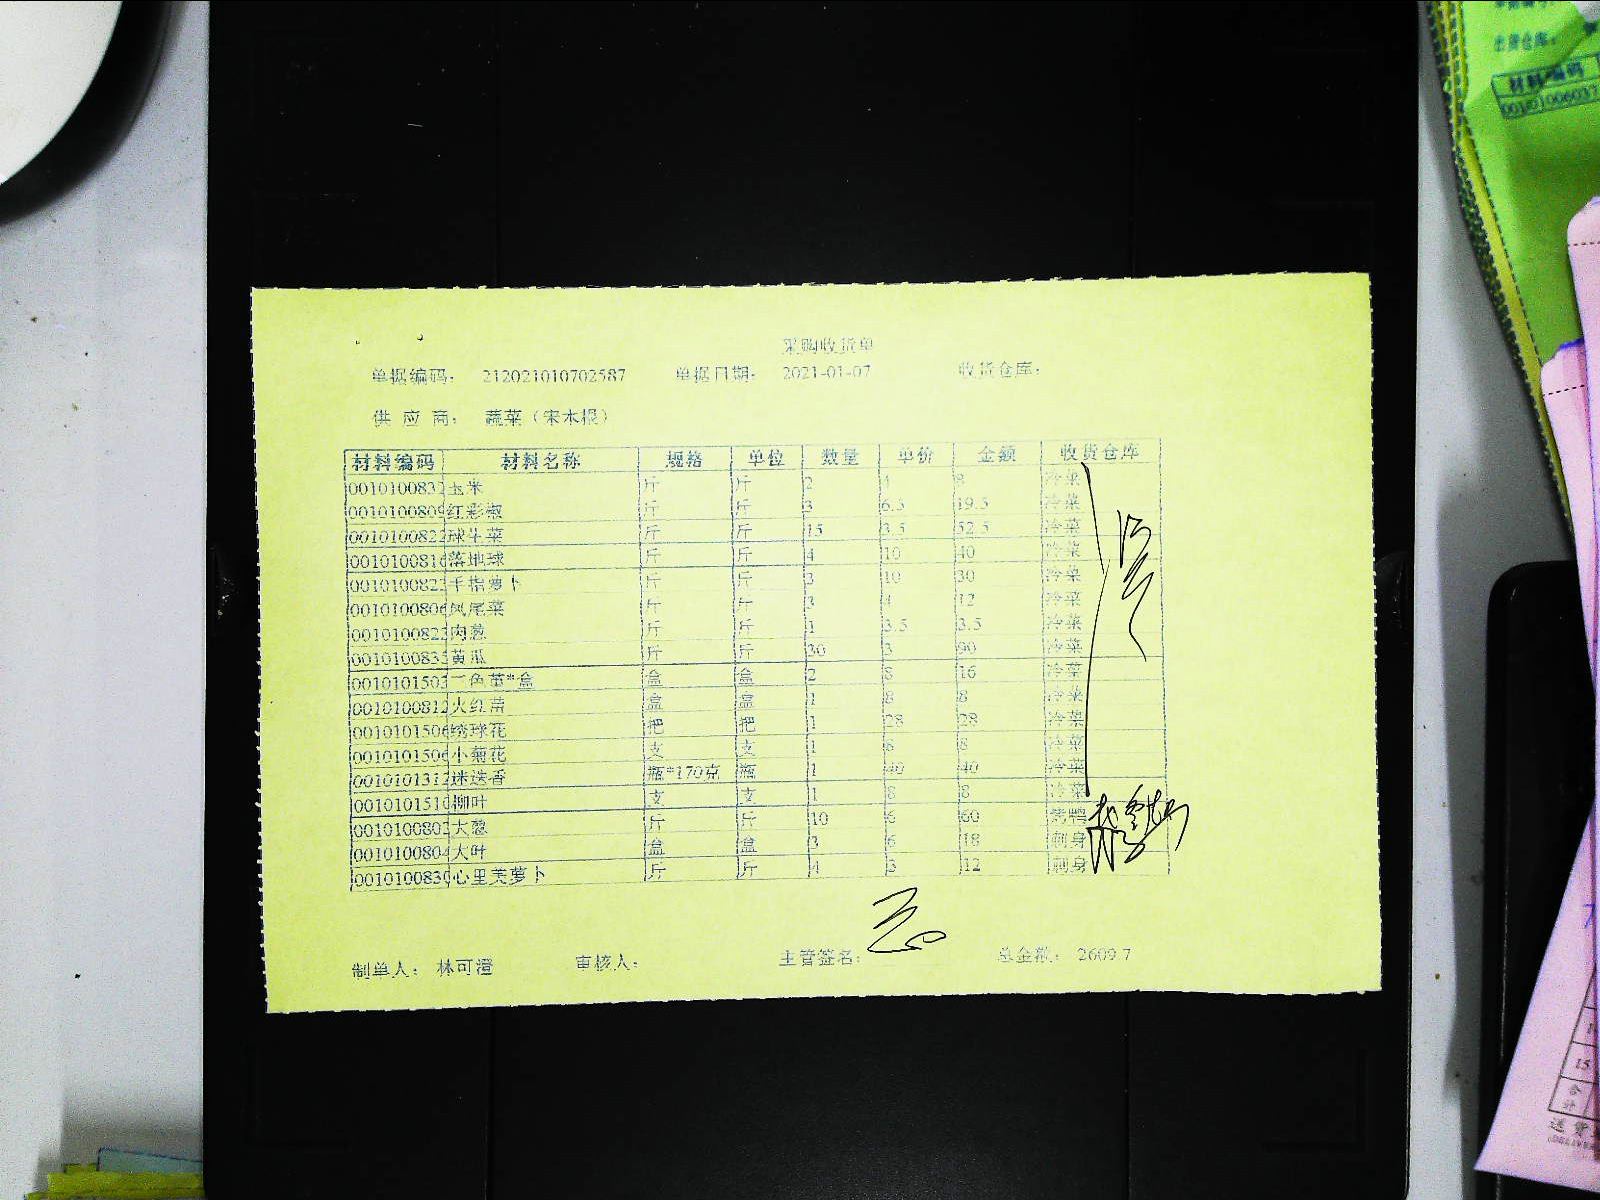 采购收货单
单据编码: 212021010702587 单据日期: 2021-01-07 收货仓库:
供 应 商: 蔬菜(宋木根)
材料编码 材料名称 规格 单位 数量 单价 金额 收货仓库
0010100832 玉米 斤 斤 2 4 8 冷菜
0010100809 红彩椒 斤 斤 3 6.5 19.5 冷菜
0010100822 球生菜 斤 斤 15 3.5 52.5 冷菜
0010100816 落地球 斤 斤 4 10 40 冷菜
0010100822 手指萝卜 斤 斤 3 10 30 冷菜
0010100806 凤尾菜 斤 斤 3 4 12 冷菜
0010100822 肉葱 斤 斤 1 3.5 3.5 冷菜
0010100835 黄瓜 斤 斤 30 3 90 冷菜
0010101503 三色堇*盒 盒 盒 2 8 16 冷菜
0010100812 火红苗 盒 盒 1 8 8 冷菜
0010101506 绣球花 把 把 1 28 28 冷菜
0010101506 小菊花 支 支 1 8 8 冷菜
0010101312 迷迭香 瓶*170克 瓶 1 40 40 冷菜
0010101510 柳叶 支 支 1 8 8 冷菜
0010100802 大葱 斤 斤 10 6 60 烤鸭
0010100804 大叶 盒 盒 3 6 18 刺身
0010100830 心里美萝卜 斤 斤 4 3 12 刺身
制单人: 林可澄 审核人: 主管签名: 总金额: 2609.7
材料编码